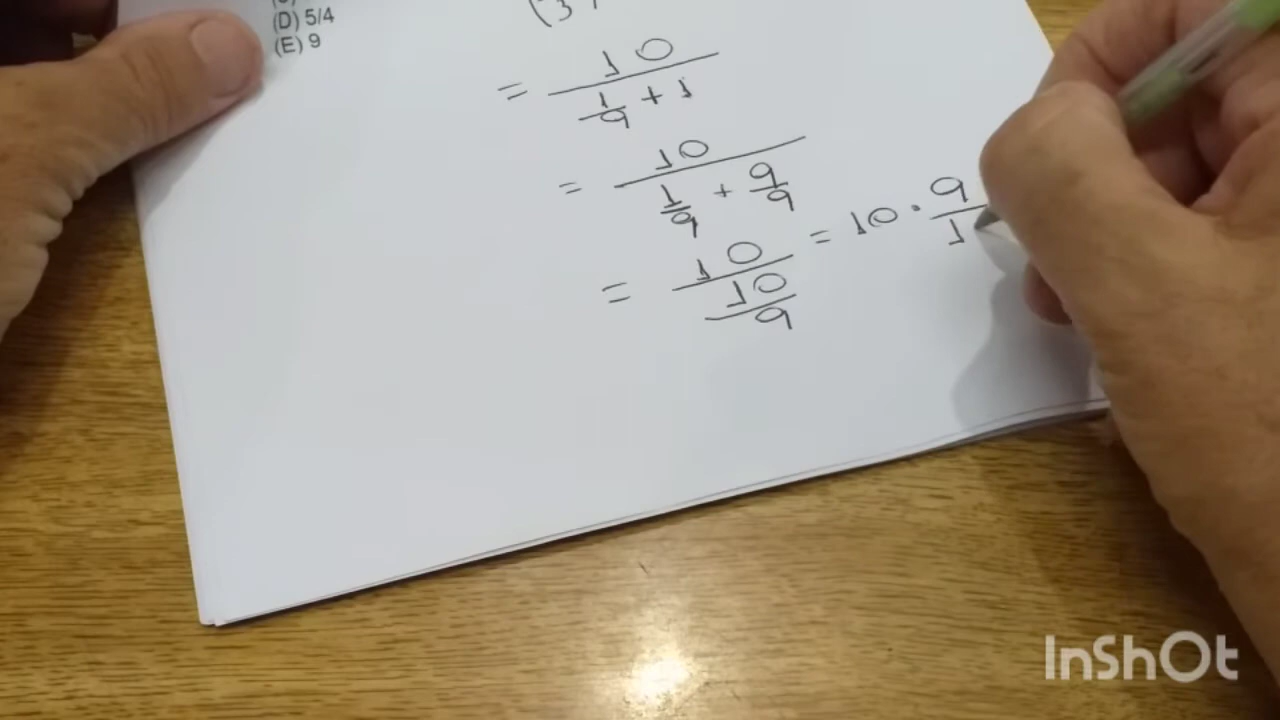 (D) 5/4
(E) 9
(3
= 10 / (1/9 + 1)
= 10 / (1/9 + 9/9)
= 10 / (10/9) = 10 · 9/1
InShOt